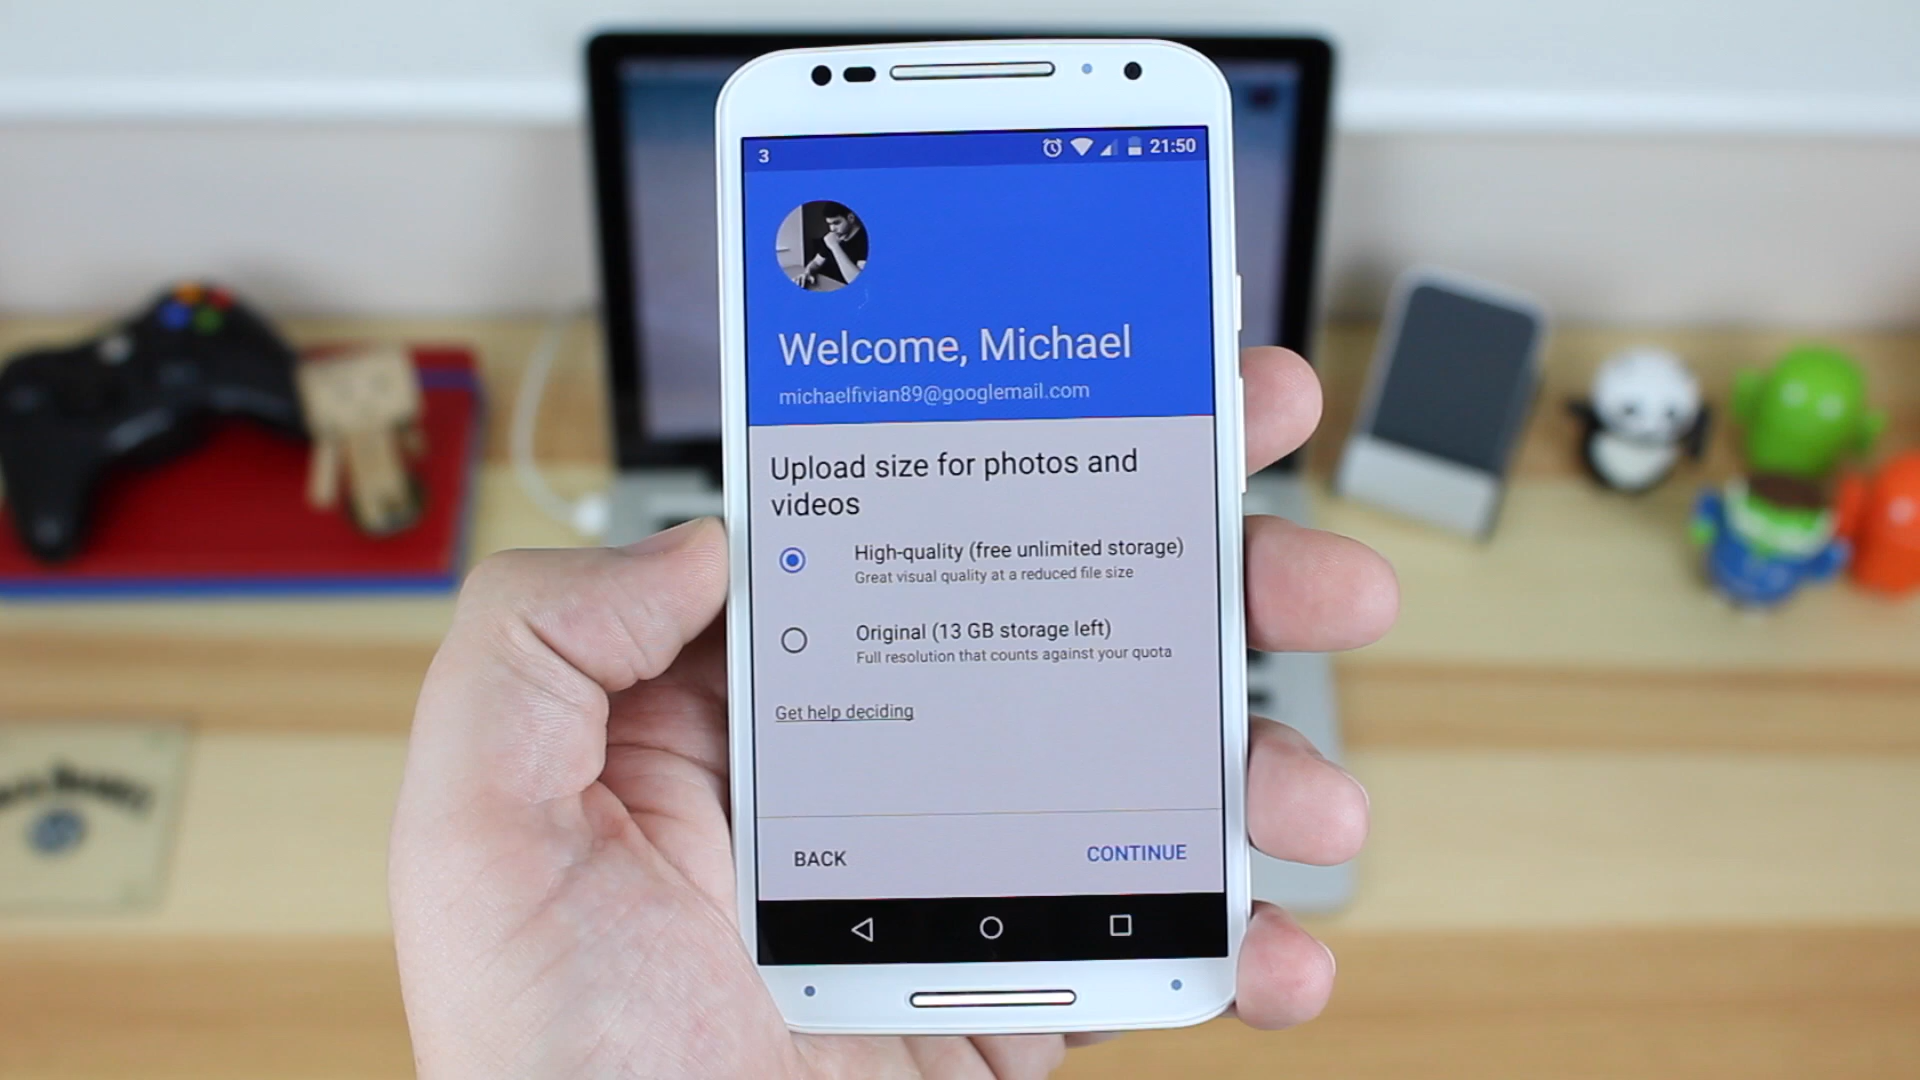 3 21:50
Welcome, Michael
michaelfivian89@googlemail.com
Upload size for photos and
videos
High-quality (free unlimited storage)
Great visual quality at a reduced file size
Original (13 GB storage left)
Full resolution that counts against your quota
Get help deciding
BACK CONTINUE